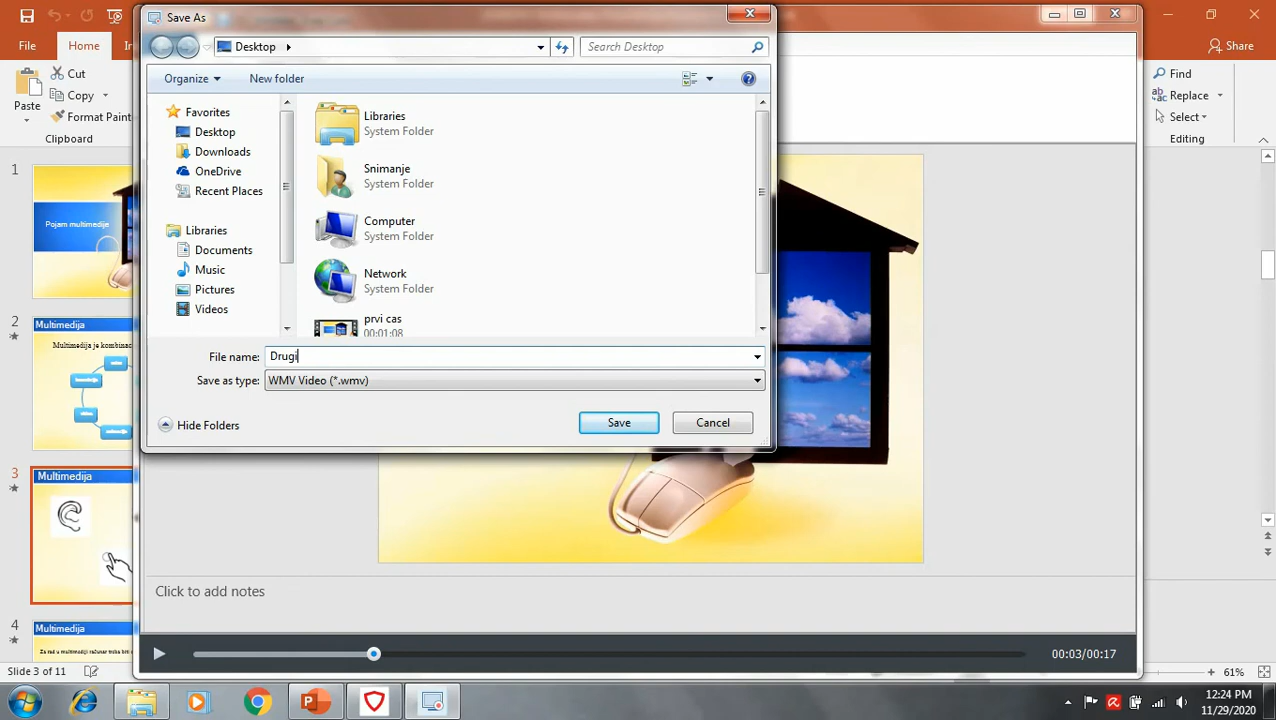 Save As
File
Home
Share
Desktop
Search Desktop
Organize
New folder
Cut
Copy
Format Paint
Paste
Clipboard
Find
Replace
Select
Editing
Favorites
Desktop
Downloads
OneDrive
Recent Places
Libraries
Documents
Music
Pictures
Videos
Libraries
System Folder
Snimanje
System Folder
Computer
System Folder
Network
System Folder
prvi cas
00:01:08
File name: Drugi
Save as type: WMV Video (*.wmv)
Hide Folders
Save
Cancel
1
Pojam multimedije
2
Multimedija
Multimedija je kombinac
3
Multimedija
4
Multimedija
Click to add notes
00:03/00:17
Slide 3 of 11
61%
12:24 PM
11/29/2020